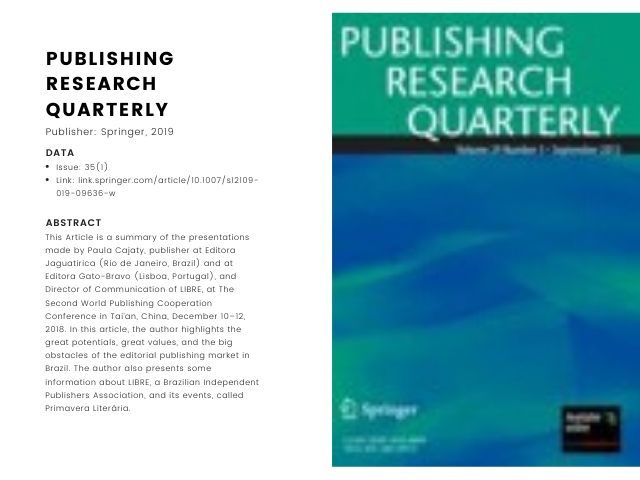 PUBLISHING
RESEARCH
QUARTERLY
Publisher: Springer, 2019
DATA
• Issue: 35(1)
• Link: link.springer.com/article/10.1007/s12109-
019-09636-w
ABSTRACT
This Article is a summary of the presentations
made by Paula Cajaty, publisher at Editora
Jaguatirica (Rio de Janeiro, Brazil) and at
Editora Gato-Bravo (Lisboa, Portugal), and
Director of Communication of LIBRE, at The
Second World Publishing Cooperation
Conference in Tai'an, China, December 10–12,
2018. In this article, the author highlights the
great potentials, great values, and the big
obstacles of the editorial publishing market in
Brazil. The author also presents some
information about LIBRE, a Brazilian Independent
Publishers Association, and its events, called
Primavera Literária.
PUBLISHING
RESEARCH
QUARTERLY
Springer
Available
online